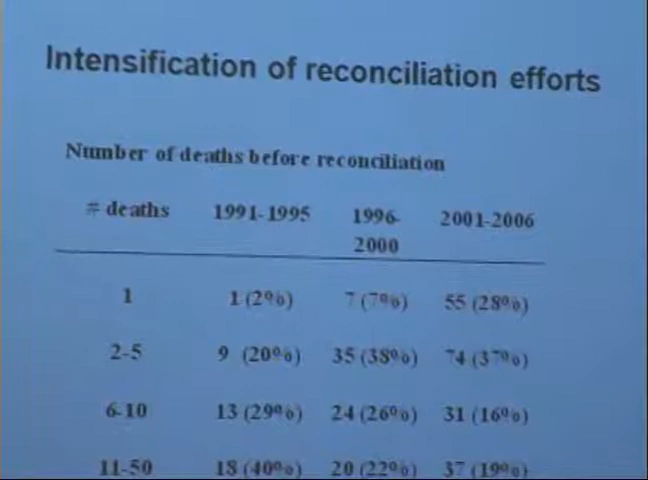 Intensification of reconciliation efforts
Number of deaths before reconciliation
# deaths 1991-1995 1996-2000 2001-2006
1 1 (2%) 7 (7%) 55 (28%)
2-5 9 (20%) 35 (38%) 74 (37%)
6-10 13 (29%) 24 (26%) 31 (16%)
11-50 18 (40%) 20 (22%) 37 (19%)